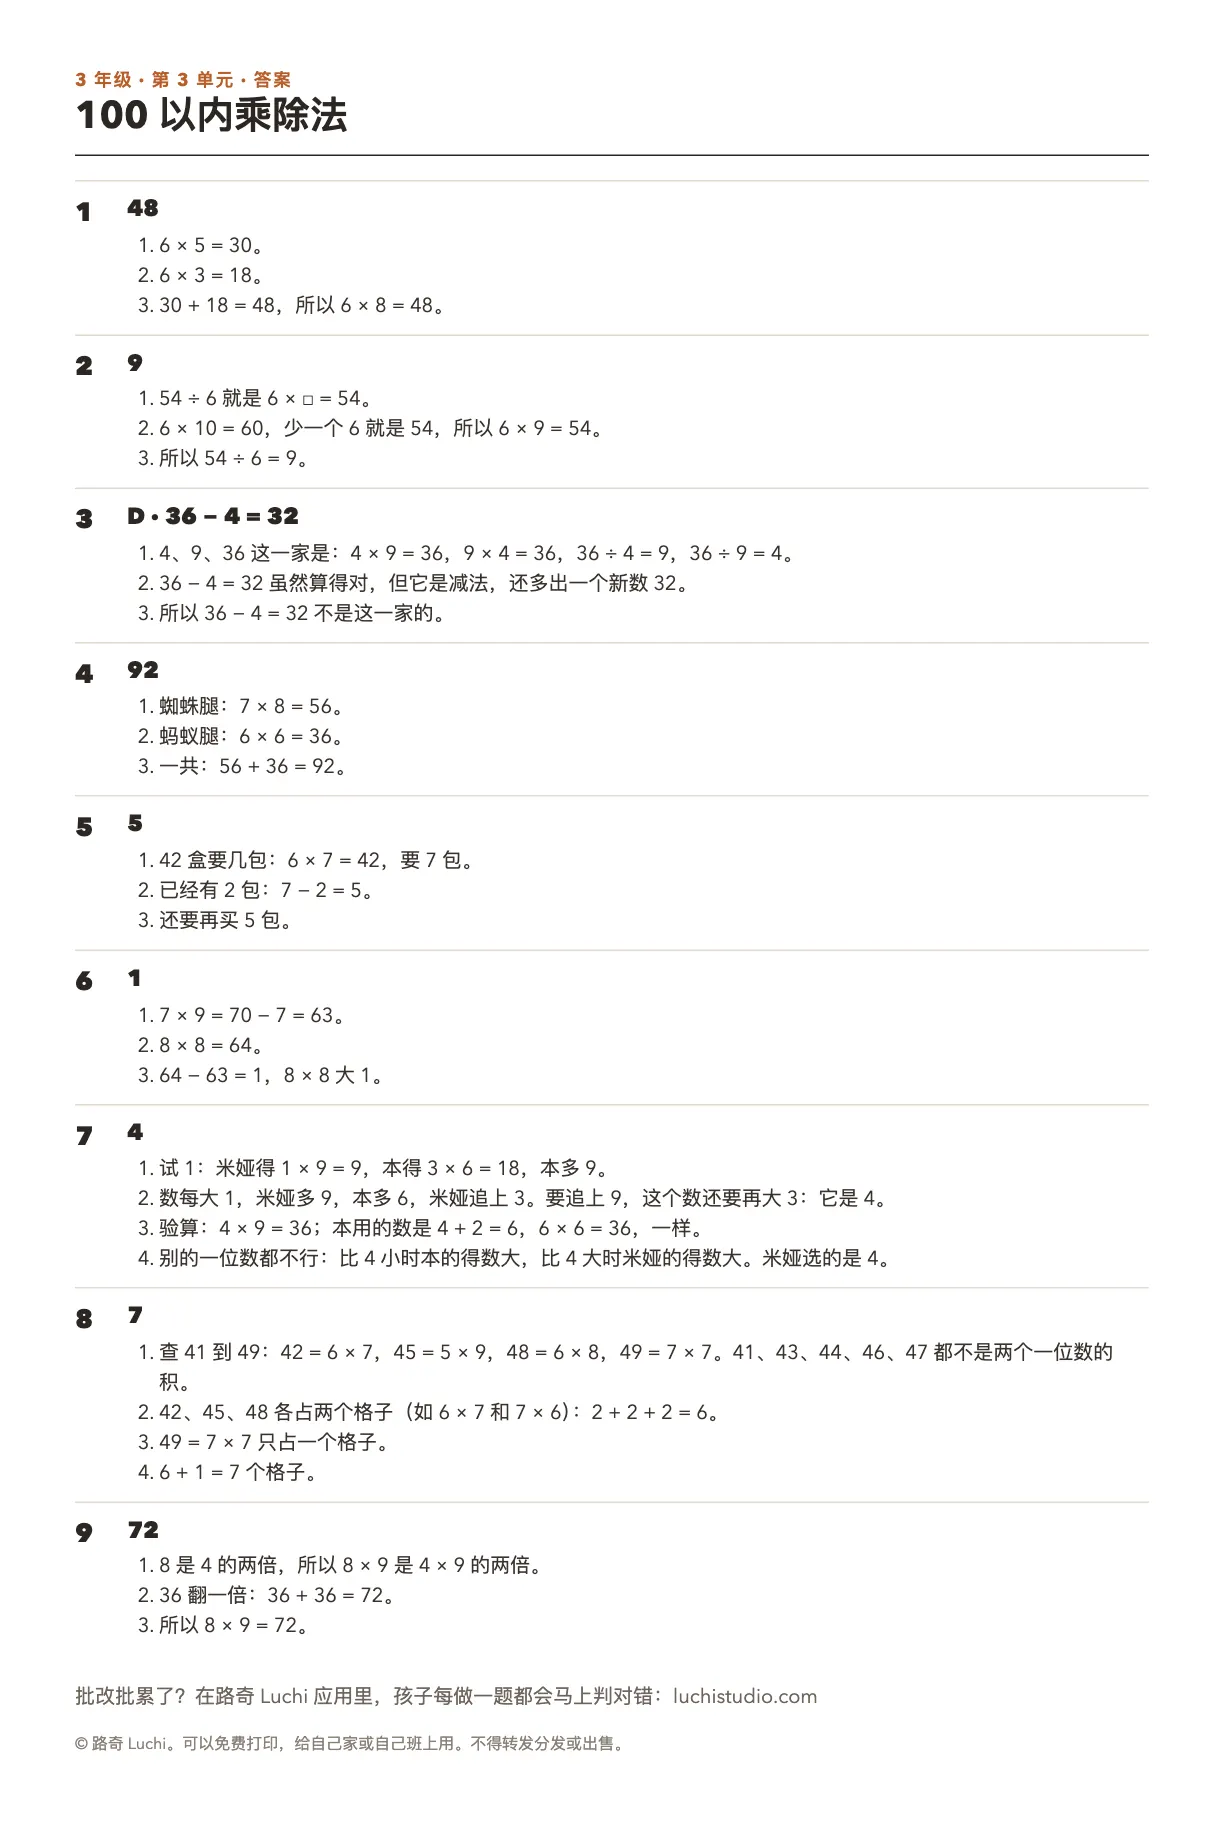 3 年级 · 第 3 单元 · 答案
100 以内乘除法
1 48
1. 6 × 5 = 30。
2. 6 × 3 = 18。
3. 30 + 18 = 48，所以 6 × 8 = 48。
2 9
1. 54 ÷ 6 就是 6 × □ = 54。
2. 6 × 10 = 60，少一个 6 就是 54，所以 6 × 9 = 54。
3. 所以 54 ÷ 6 = 9。
3 D · 36 − 4 = 32
1. 4、9、36 这一家是：4 × 9 = 36，9 × 4 = 36，36 ÷ 4 = 9，36 ÷ 9 = 4。
2. 36 − 4 = 32 虽然算得对，但它是减法，还多出一个新数 32。
3. 所以 36 − 4 = 32 不是这一家的。
4 92
1. 蜘蛛腿：7 × 8 = 56。
2. 蚂蚁腿：6 × 6 = 36。
3. 一共：56 + 36 = 92。
5 5
1. 42 盒要几包：6 × 7 = 42，要 7 包。
2. 已经有 2 包：7 − 2 = 5。
3. 还要再买 5 包。
6 1
1. 7 × 9 = 70 − 7 = 63。
2. 8 × 8 = 64。
3. 64 − 63 = 1，8 × 8 大 1。
7 4
1. 试 1：米娅得 1 × 9 = 9，本得 3 × 6 = 18，本多 9。
2. 数每大 1，米娅多 9，本多 6，米娅追上 3。要追上 9，这个数还要再大 3：它是 4。
3. 验算：4 × 9 = 36；本用的数是 4 + 2 = 6，6 × 6 = 36，一样。
4. 别的一位数都不行：比 4 小时本的得数大，比 4 大时米娅的得数大。米娅选的是 4。
8 7
1. 查 41 到 49：42 = 6 × 7，45 = 5 × 9，48 = 6 × 8，49 = 7 × 7。41、43、44、46、47 都不是两个一位数的
积。
2. 42、45、48 各占两个格子（如 6 × 7 和 7 × 6）：2 + 2 + 2 = 6。
3. 49 = 7 × 7 只占一个格子。
4. 6 + 1 = 7 个格子。
9 72
1. 8 是 4 的两倍，所以 8 × 9 是 4 × 9 的两倍。
2. 36 翻一倍：36 + 36 = 72。
3. 所以 8 × 9 = 72。
批改批累了？在路奇 Luchi 应用里，孩子每做一题都会马上判对错：luchistudio.com
© 路奇 Luchi。可以免费打印，给自己家或自己班上用。不得转发分发或出售。